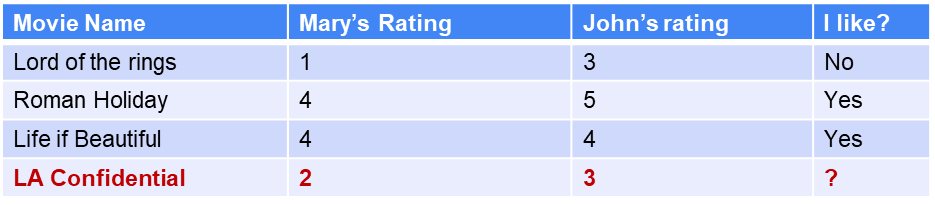 Movie Name Mary’s Rating John’s rating I like?
Lord of the rings 1 3 No
Roman Holiday 4 5 Yes
Life if Beautiful 4 4 Yes
LA Confidential 2 3 ?